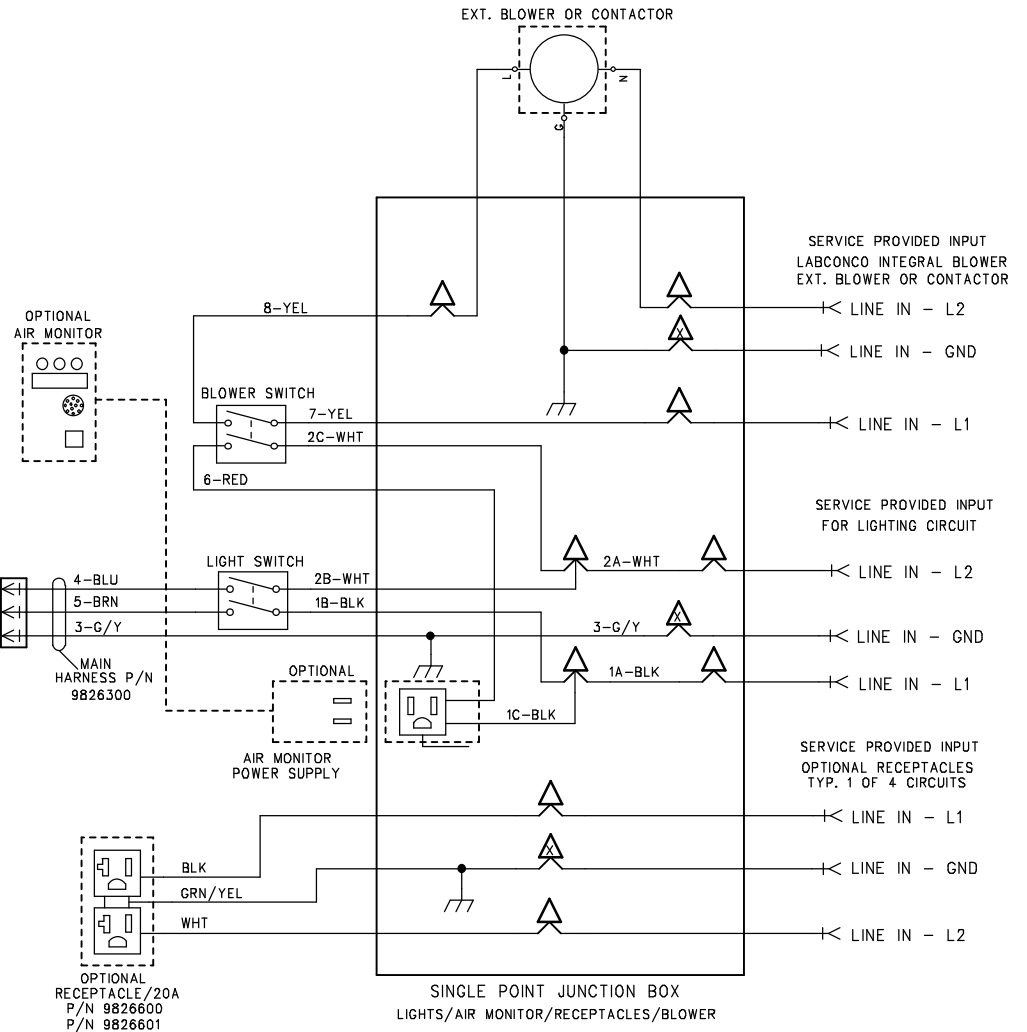 EXT. BLOWER OR CONTACTOR
L
N
G
SERVICE PROVIDED INPUT
LABCONCO INTEGRAL BLOWER
EXT. BLOWER OR CONTACTOR
8-YEL
LINE IN - L2
OPTIONAL
AIR MONITOR
X
LINE IN - GND
BLOWER SWITCH
7-YEL
LINE IN - L1
2C-WHT
6-RED
SERVICE PROVIDED INPUT
FOR LIGHTING CIRCUIT
LIGHT SWITCH
2A-WHT
LINE IN - L2
4-BLU
2B-WHT
5-BRN
1B-BLK
3-G/Y
3-G/Y
X
LINE IN - GND
MAIN
HARNESS P/N
9826300
OPTIONAL
1A-BLK
LINE IN - L1
1C-BLK
AIR MONITOR
POWER SUPPLY
SERVICE PROVIDED INPUT
OPTIONAL RECEPTACLES
TYP. 1 OF 4 CIRCUITS
LINE IN - L1
BLK
X
LINE IN - GND
GRN/YEL
WHT
LINE IN - L2
OPTIONAL
RECEPTACLE/20A
P/N 9826600
P/N 9826601
SINGLE POINT JUNCTION BOX
LIGHTS/AIR MONITOR/RECEPTACLES/BLOWER